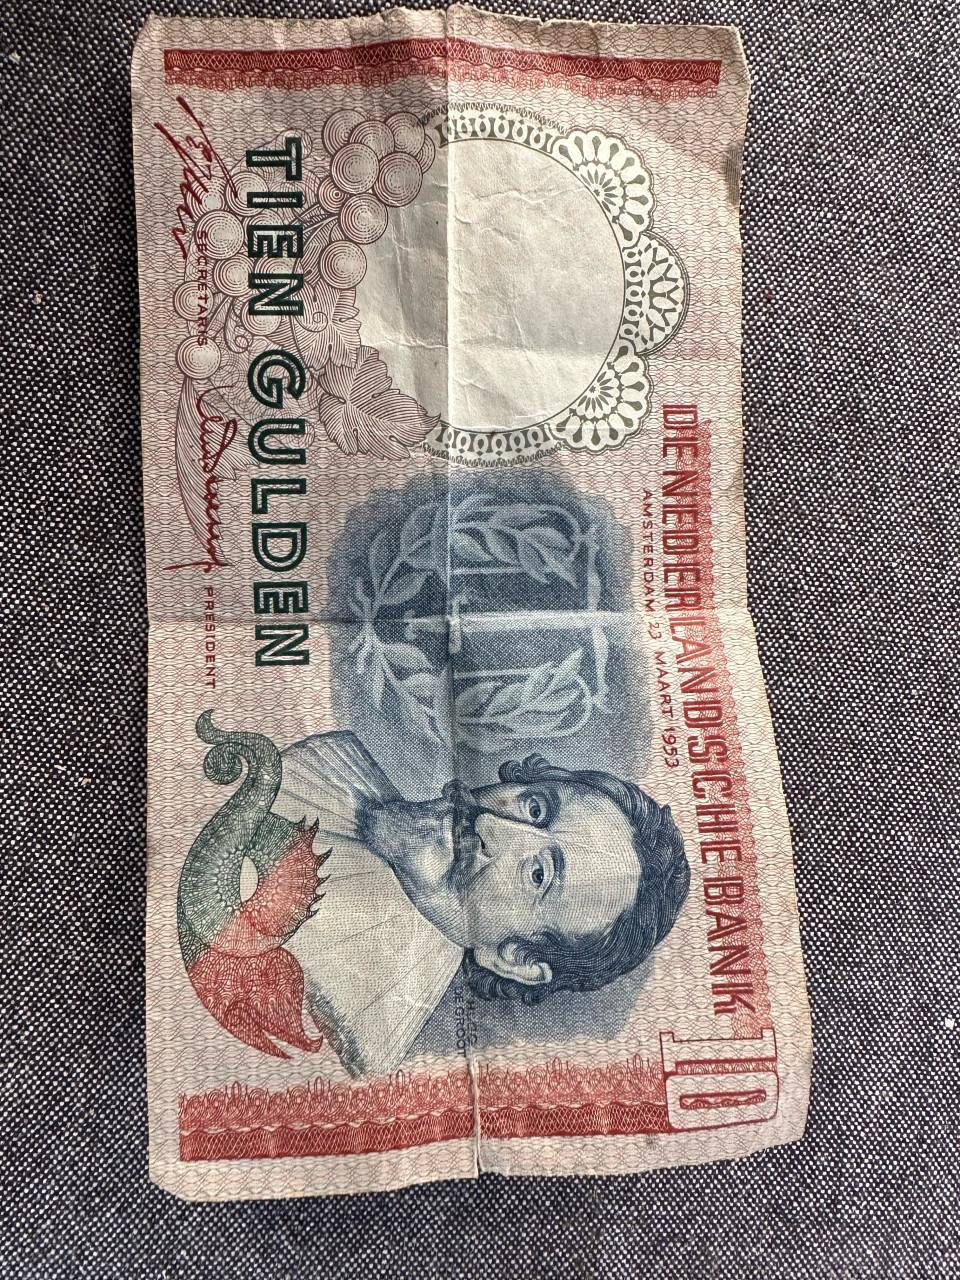 DE NEDERLANDSCHE BANK
AMSTERDAM 23 MAART 1953
10
HUGO
DE GROOT
TIEN GULDEN
SECRETARIS
PRESIDENT